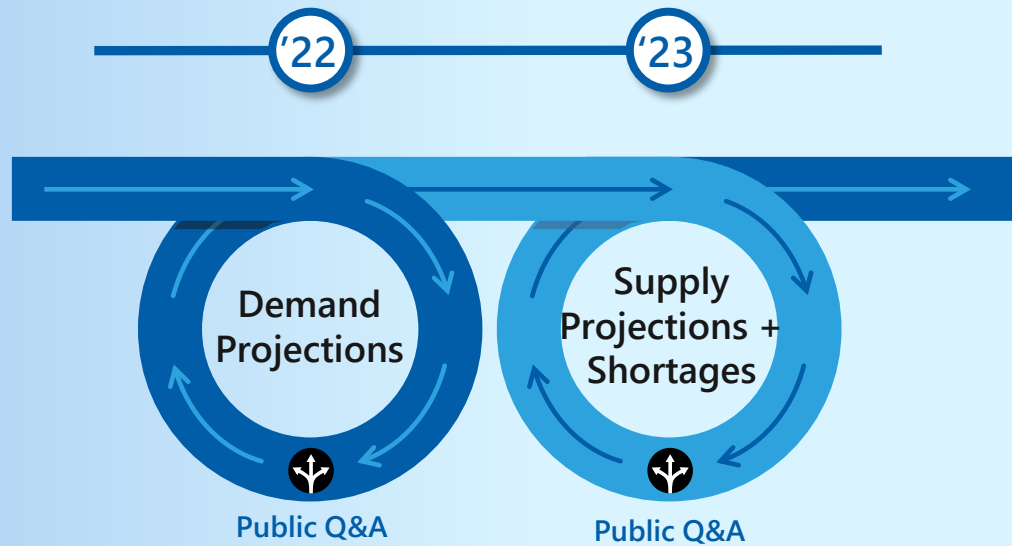 ‘22
‘23
Demand
Projections
Supply
Projections +
Shortages
Public Q&A
Public Q&A